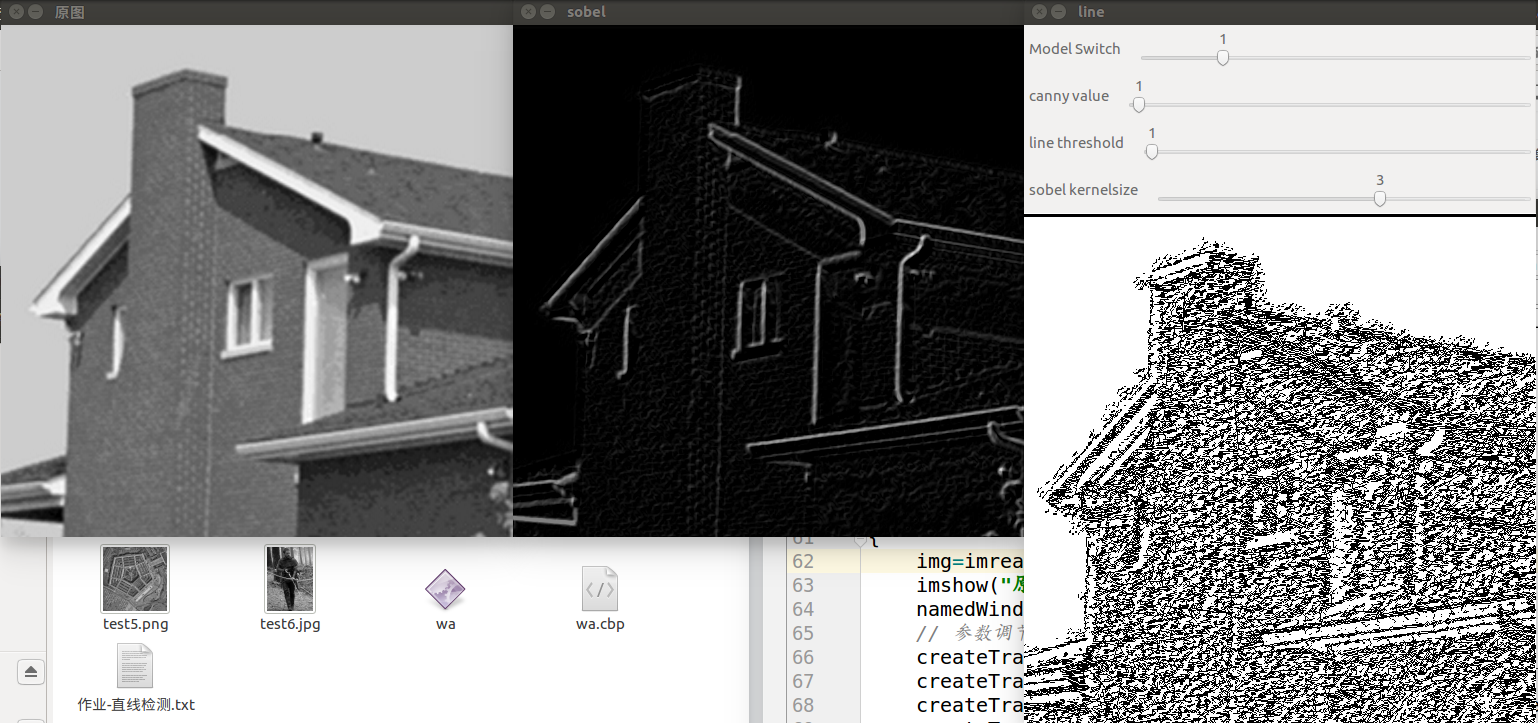 原图
sobel
line
Model Switch
1
canny value
1
line threshold
1
sobel kernelsize
3
test5.png
test6.jpg
wa
wa.cbp
作业-直线检测.txt
61 {
62 img=imrea
63 imshow("原
64 namedWind
65 // 参数调节
66 createTra
67 createTra
68 createTra